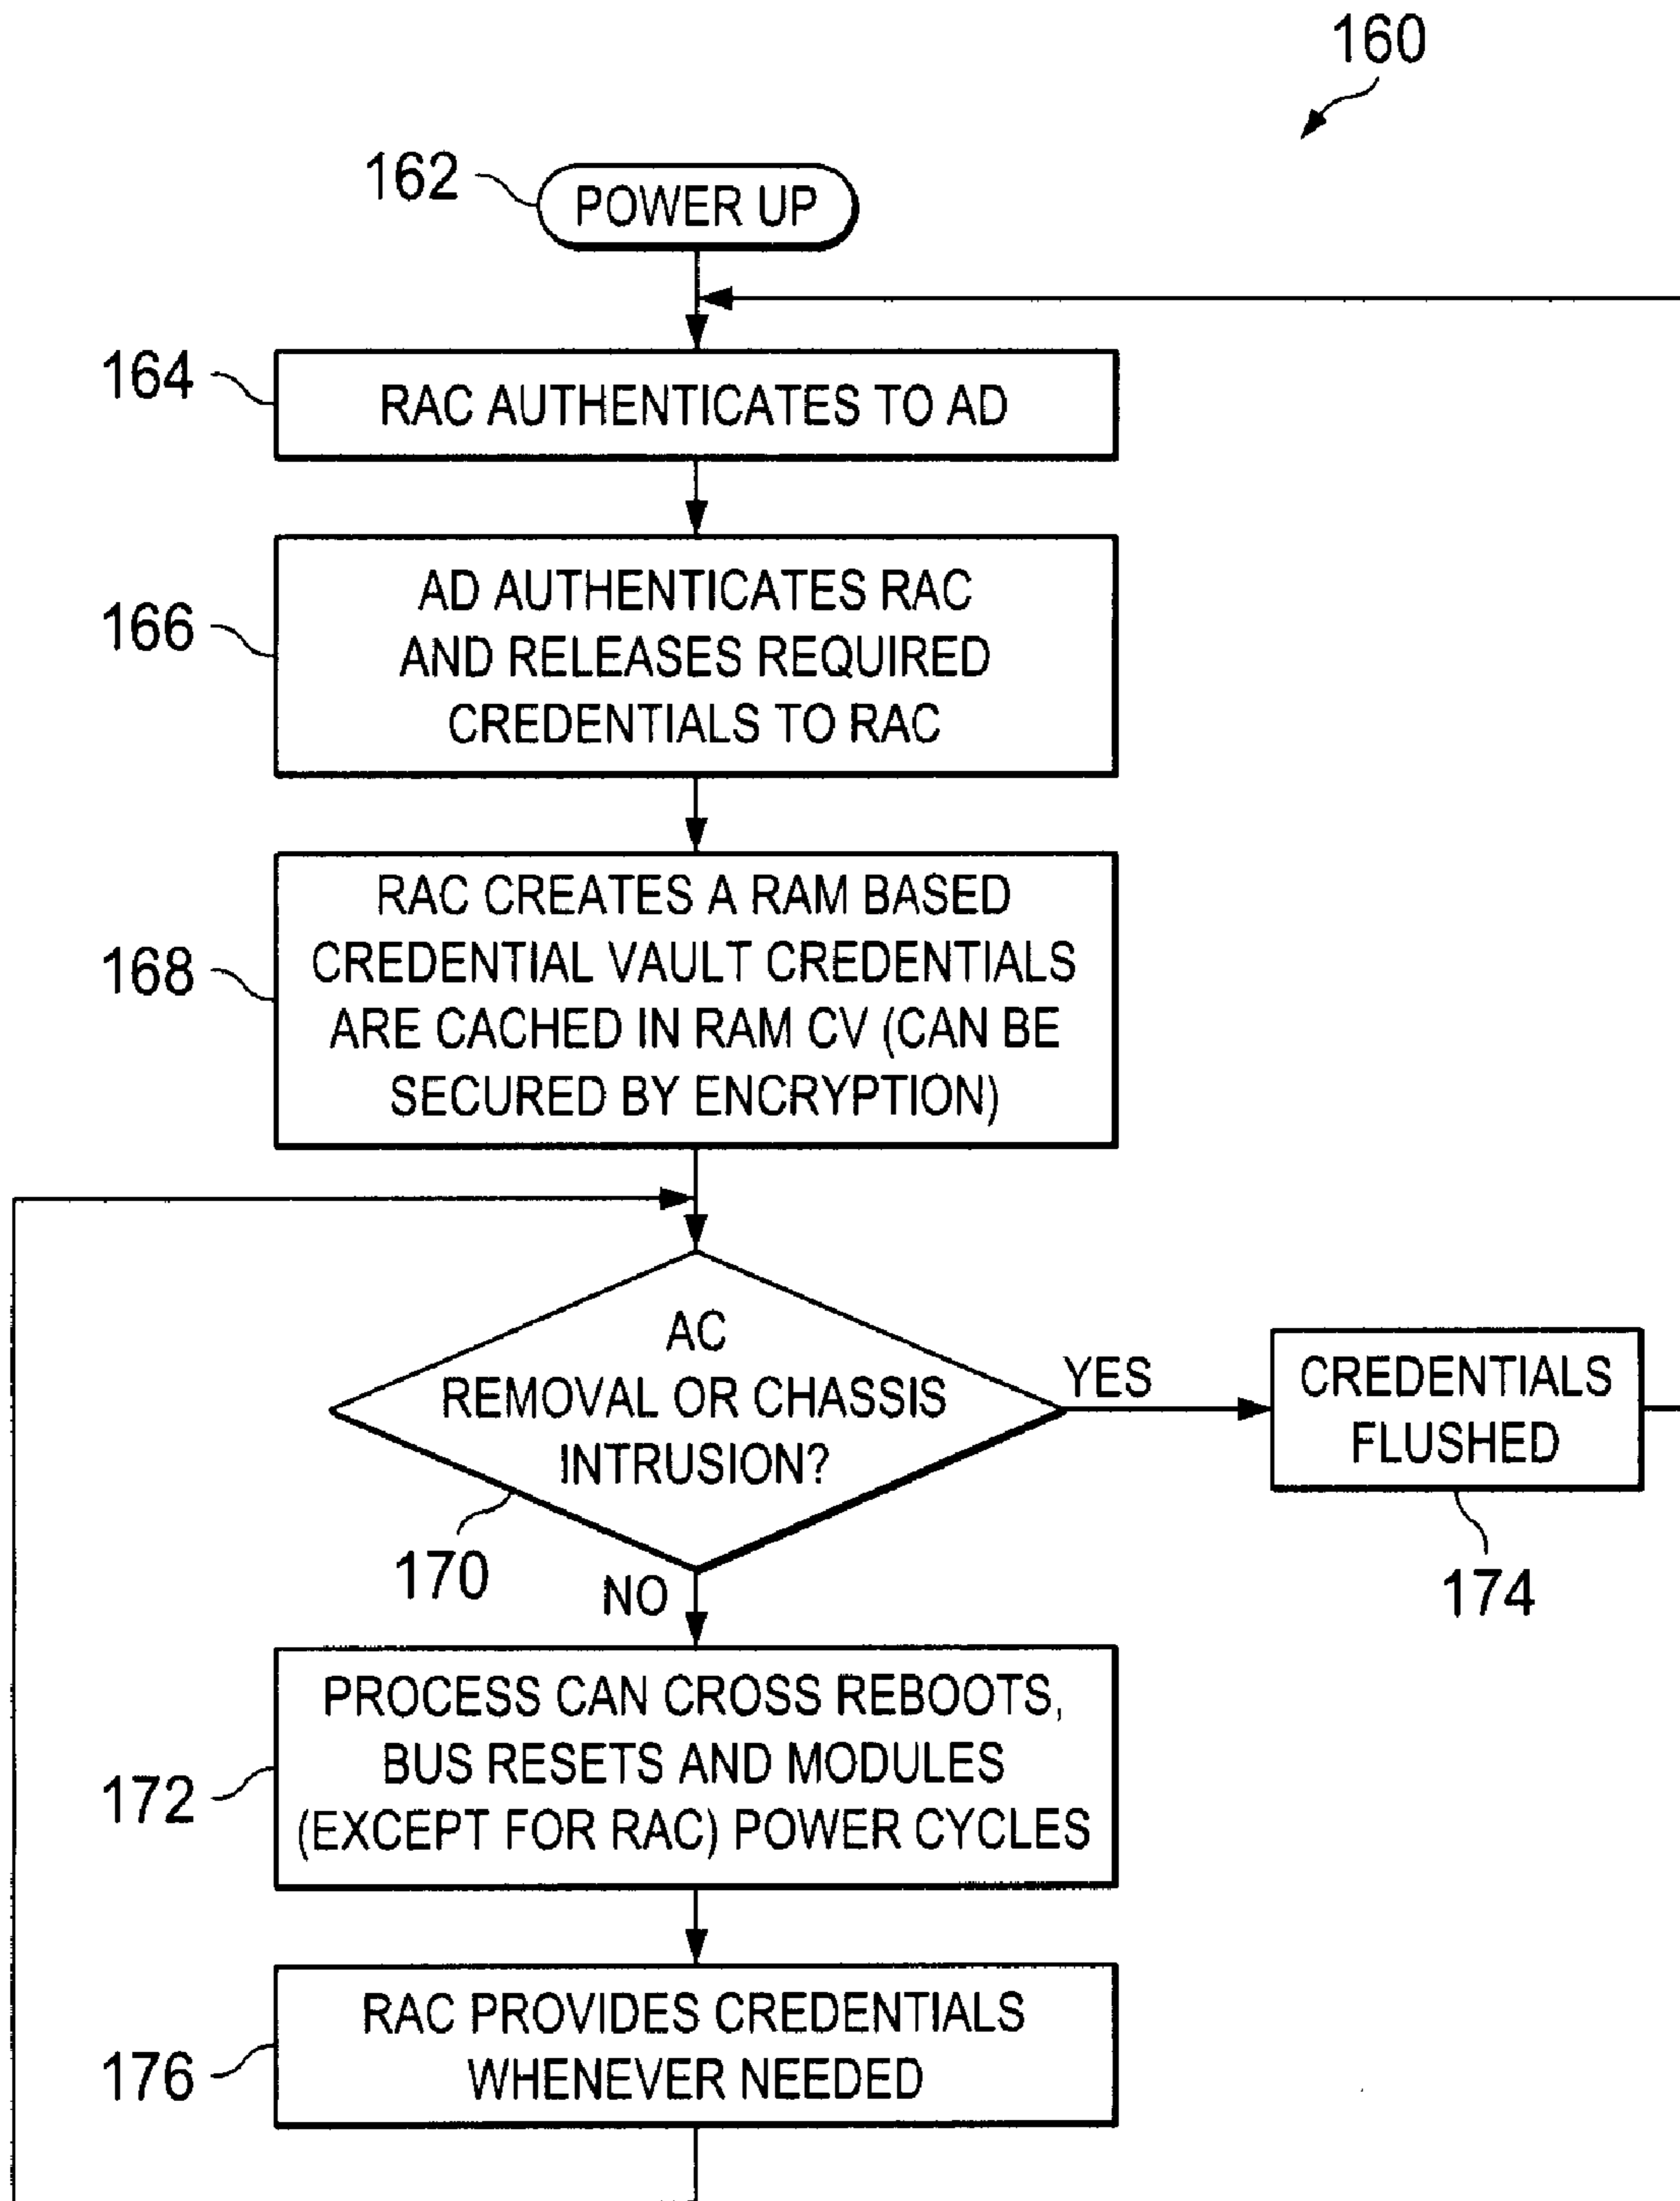 160
162
POWER UP
164
RAC AUTHENTICATES TO AD
166
AD AUTHENTICATES RAC
AND RELEASES REQUIRED
CREDENTIALS TO RAC
168
RAC CREATES A RAM BASED
CREDENTIAL VAULT CREDENTIALS
ARE CACHED IN RAM CV (CAN BE
SECURED BY ENCRYPTION)
AC
REMOVAL OR CHASSIS
INTRUSION?
170
YES
CREDENTIALS
FLUSHED
174
NO
172
PROCESS CAN CROSS REBOOTS,
BUS RESETS AND MODULES
(EXCEPT FOR RAC) POWER CYCLES
176
RAC PROVIDES CREDENTIALS
WHENEVER NEEDED